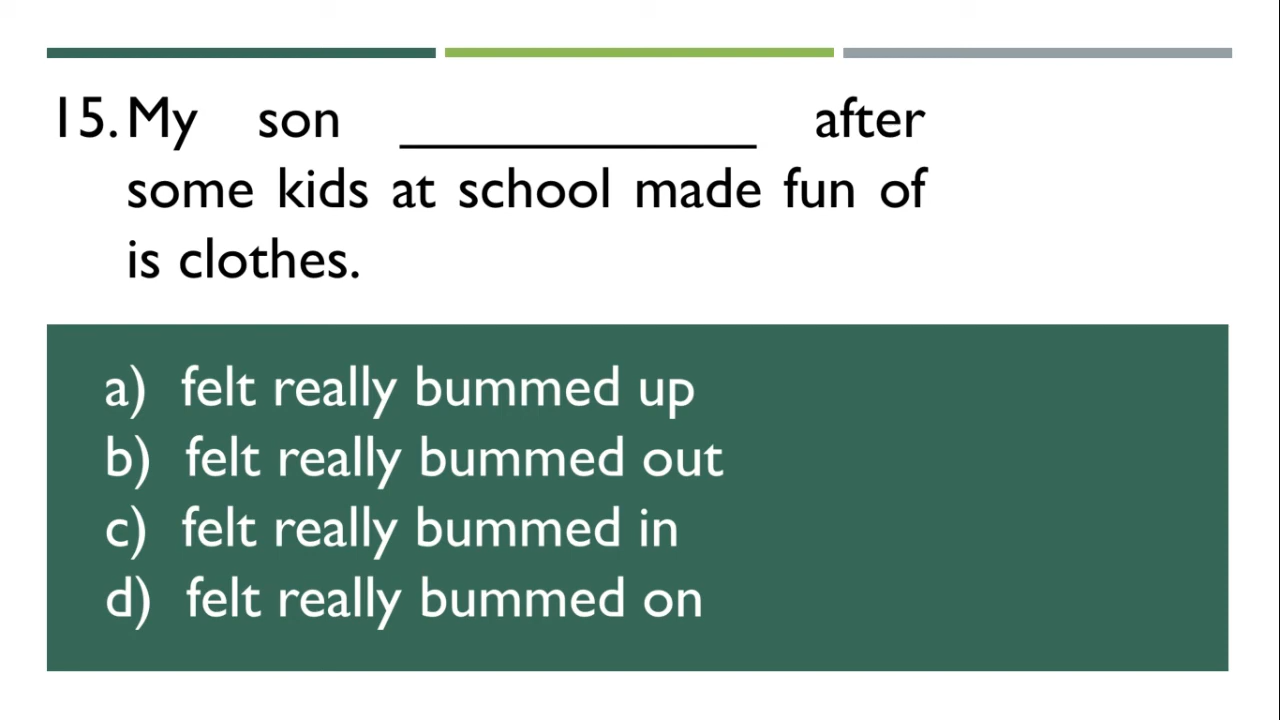 15. My son ____________ after
some kids at school made fun of
is clothes.
a) felt really bummed up
b) felt really bummed out
c) felt really bummed in
d) felt really bummed on